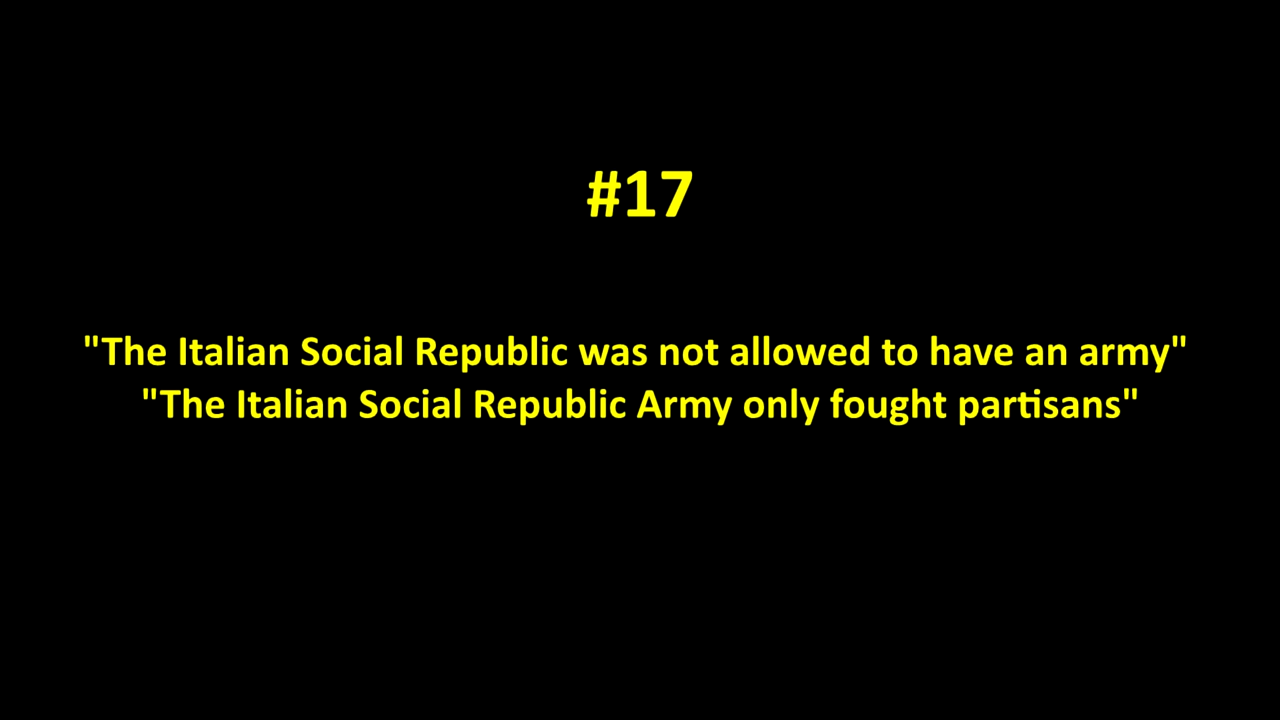 #17
"The Italian Social Republic was not allowed to have an army"
"The Italian Social Republic Army only fought partisans"